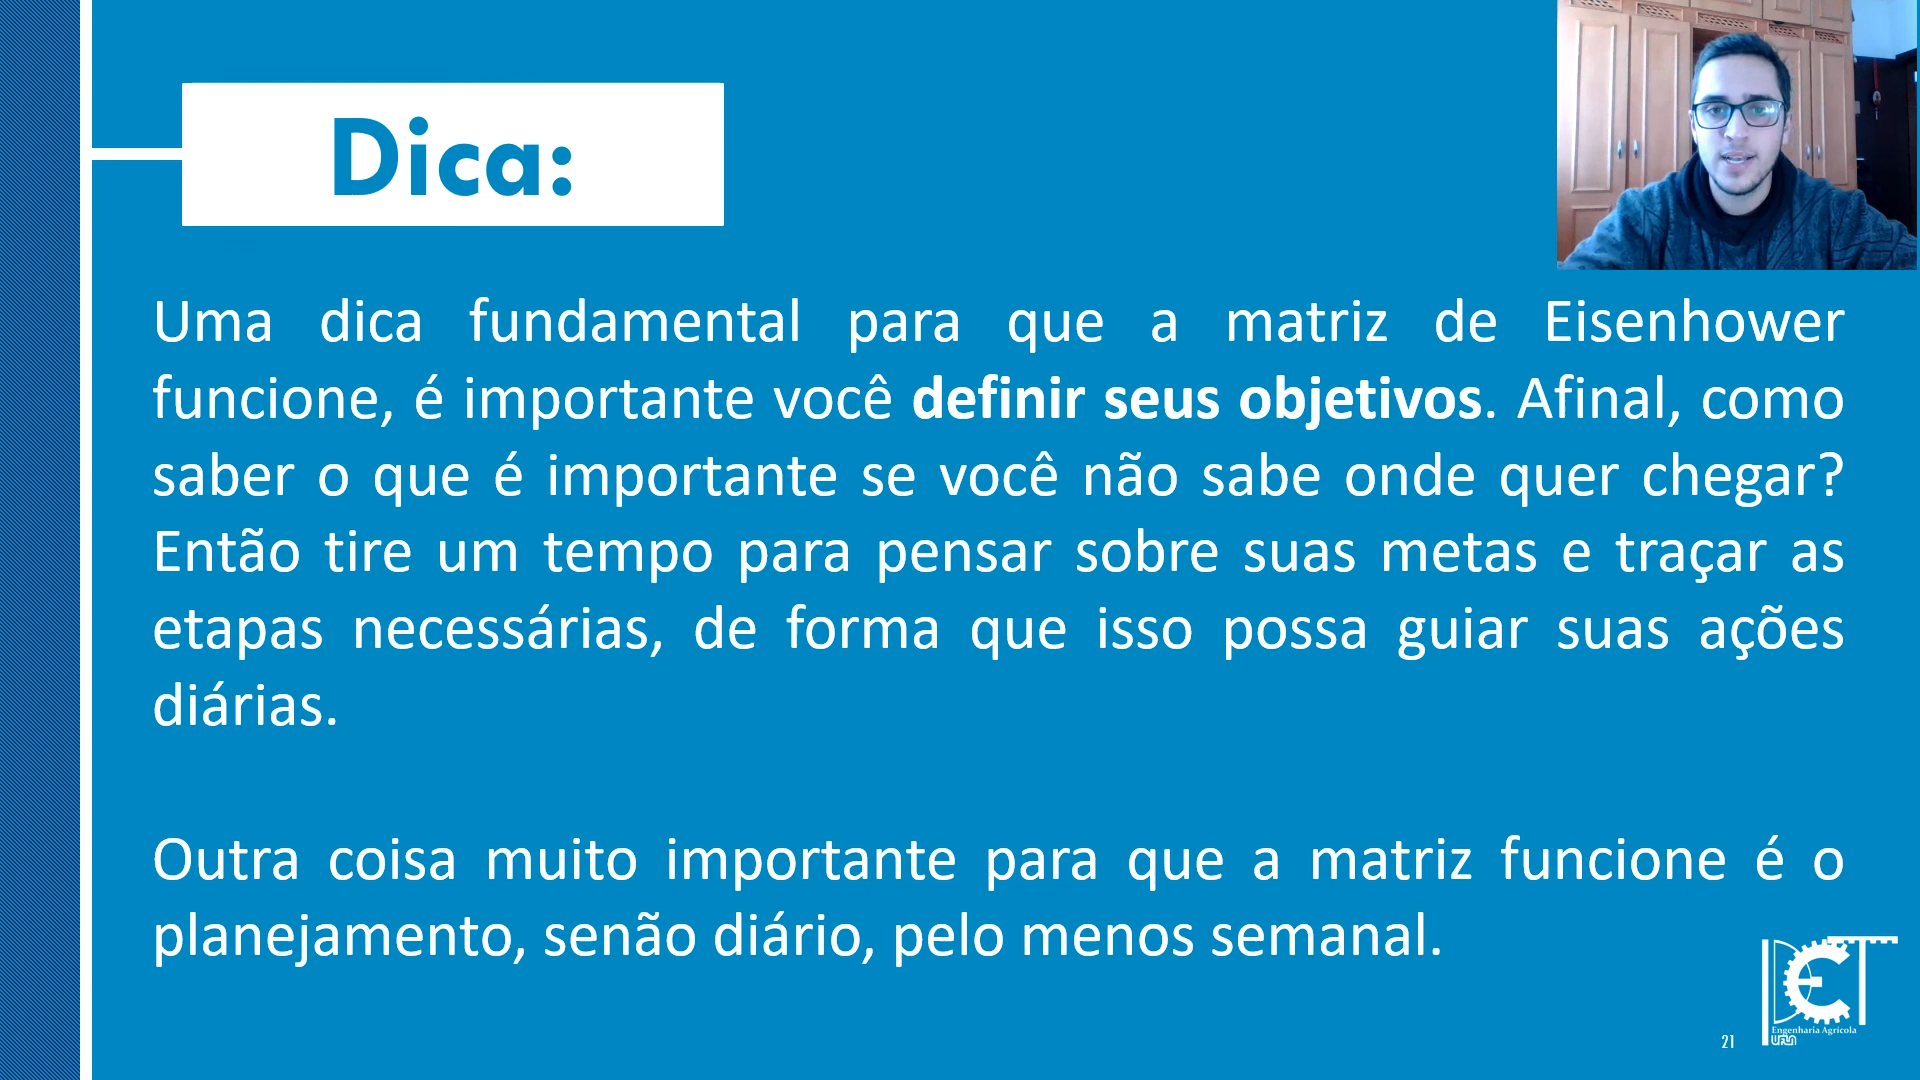 Dica:
Uma dica fundamental para que a matriz de Eisenhower
funcione, é importante você definir seus objetivos. Afinal, como
saber o que é importante se você não sabe onde quer chegar?
Então tire um tempo para pensar sobre suas metas e traçar as
etapas necessárias, de forma que isso possa guiar suas ações
diárias.
Outra coisa muito importante para que a matriz funcione é o
planejamento, senão diário, pelo menos semanal.
Engenharia Agrícola
21